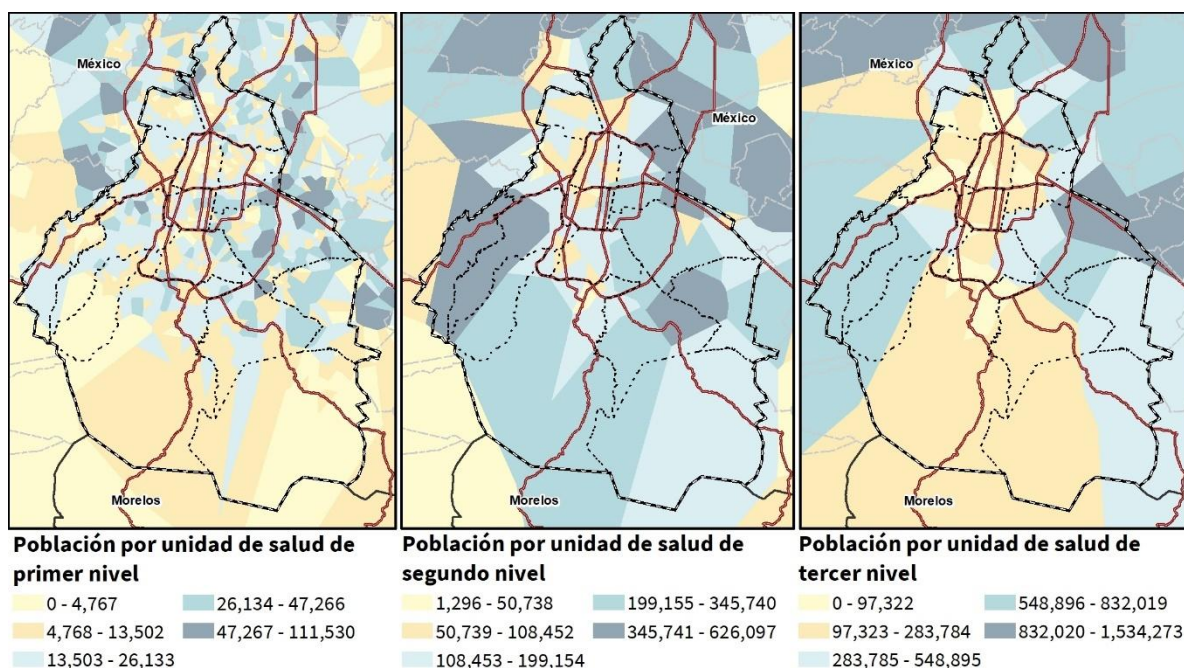 México
Morelos
Población por unidad de salud de
primer nivel
0 - 4,767
26,134 - 47,266
4,768 - 13,502
47,267 - 111,530
13,503 - 26,133
México
Morelos
Población por unidad de salud de
segundo nivel
1,296 - 50,738
199,155 - 345,740
50,739 - 108,452
345,741 - 626,097
108,453 - 199,154
México
Morelos
Población por unidad de salud de
tercer nivel
0 - 97,322
548,896 - 832,019
97,323 - 283,784
832,020 - 1,534,273
283,785 - 548,895